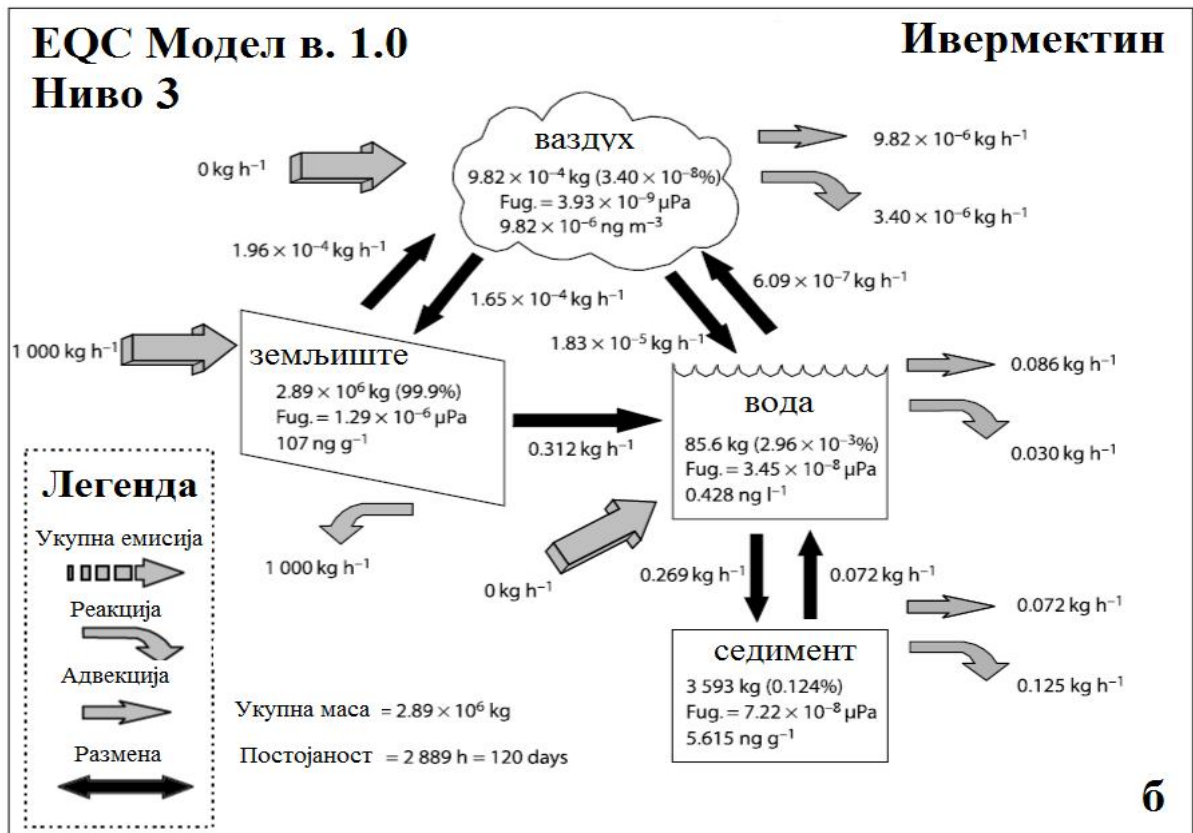 EQC Модел в. 1.0
Ниво 3
Ивермектин
ваздух
9.82 × 10⁻⁴ kg (3.40 × 10⁻⁸%)
Fug. = 3.93 × 10⁻⁹ µPa
9.82 × 10⁻⁶ ng m⁻³
0 kg h⁻¹
9.82 × 10⁻⁶ kg h⁻¹
3.40 × 10⁻⁶ kg h⁻¹
1.96 × 10⁻⁴ kg h⁻¹
1.65 × 10⁻⁴ kg h⁻¹
6.09 × 10⁻⁷ kg h⁻¹
1.83 × 10⁻⁵ kg h⁻¹
1 000 kg h⁻¹
земљиште
2.89 × 10⁶ kg (99.9%)
Fug. = 1.29 × 10⁻⁶ µPa
107 ng g⁻¹
0.312 kg h⁻¹
1 000 kg h⁻¹
вода
85.6 kg (2.96 × 10⁻³%)
Fug. = 3.45 × 10⁻⁸ µPa
0.428 ng l⁻¹
0.086 kg h⁻¹
0.030 kg h⁻¹
0 kg h⁻¹
0.269 kg h⁻¹
0.072 kg h⁻¹
седимент
3 593 kg (0.124%)
Fug. = 7.22 × 10⁻⁸ µPa
5.615 ng g⁻¹
0.072 kg h⁻¹
0.125 kg h⁻¹
Легенда
Укупна емисија
Реакција
Адвекција
Размена
Укупна маса = 2.89 × 10⁶ kg
Постојаност = 2 889 h = 120 days
б